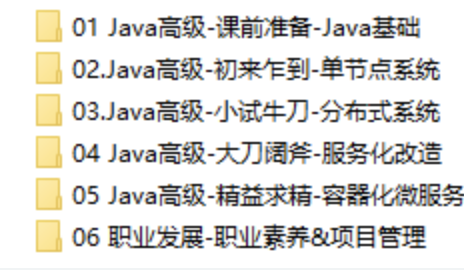 01 Java高级-课前准备-Java基础
02.Java高级-初来乍到-单节点系统
03.Java高级-小试牛刀-分布式系统
04 Java高级-大刀阔斧-服务化改造
05 Java高级-精益求精-容器化微服务
06 职业发展-职业素养&项目管理